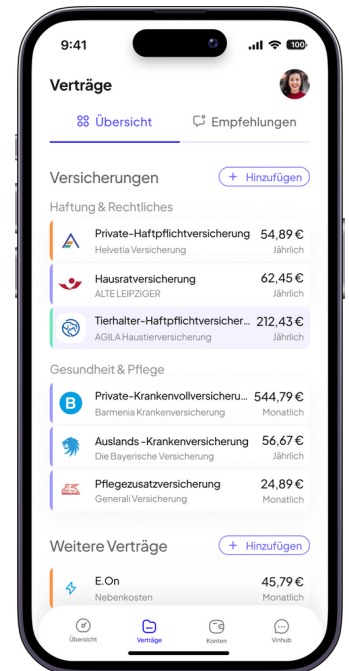 9:41
100
Verträge
Übersicht
Empfehlungen
Versicherungen
+ Hinzufügen
Haftung & Rechtliches
Private-Haftpflichtversicherung 54,89 €
Helvetia Versicherung Jährlich
Hausratversicherung 62,45 €
ALTE LEIPZIGER Jährlich
Tierhalter-Haftpflichtversicher... 212,43 €
AGILA Haustierversicherung Jährlich
Gesundheit & Pflege
B
Private-Krankenvollversicheru... 544,79 €
Barmenia Krankenversicherung Monatlich
Auslands -Krankenversicherung 56,67 €
Die Bayerische Versicherung Jährlich
Pflegezusatzversicherung 24,89 €
Generali Versicherung Monatlich
Weitere Verträge
+ Hinzufügen
E.On 45,79 €
Nebenkosten Monatlich
Übersicht
Verträge
Konten
Vinhub